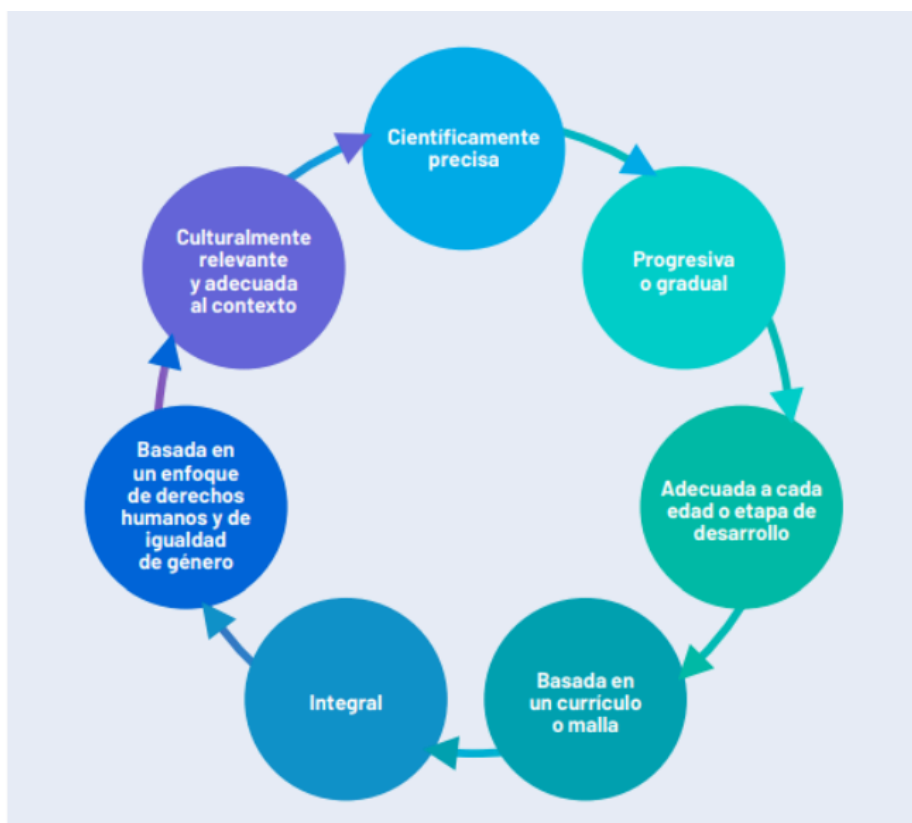 Científicamente
precisa
Progresiva
o gradual
Adecuada a cada
edad o etapa de
desarrollo
Basada en
un currículo
o malla
Integral
Basada en
un enfoque
de derechos
humanos y de
igualdad
de género
Culturalmente
relevante
y adecuada
al contexto